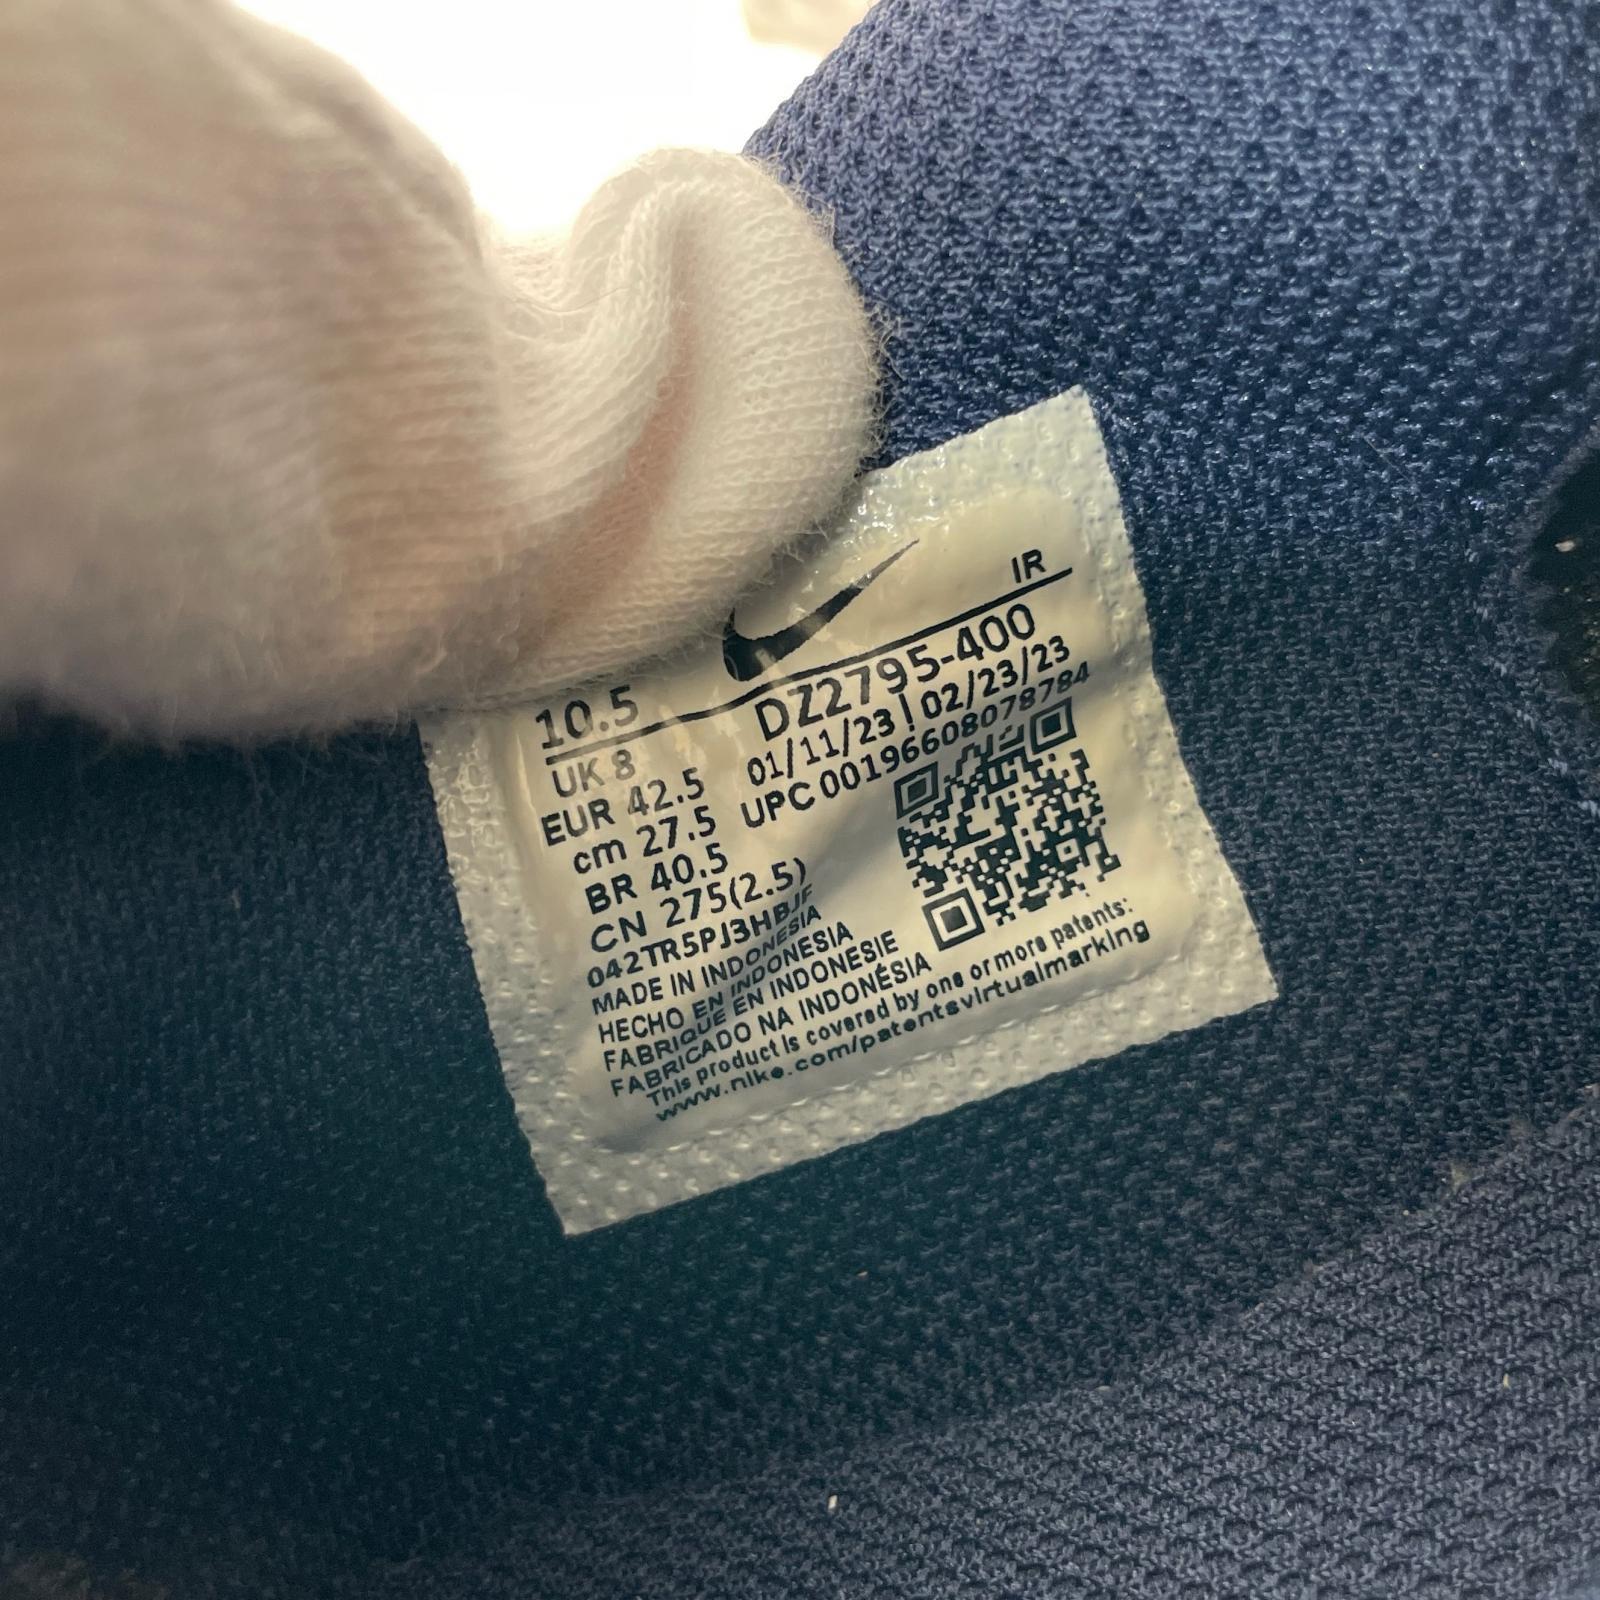 IR
10.5
DZ2795-400
UK 8
01/11/23 | 02/23/23
EUR 42.5
UPC 00196608078784
cm 27.5
BR 40.5
CN 275(2.5)
042TR5PJ3HBJF
MADE IN INDONESIA
HECHO EN INDONESIA
FABRIQUE EN INDONESIE
FABRICADO NA INDONÉSIA
This product is covered by one or more patents:
www.nike.com/patentsvirtualmarking